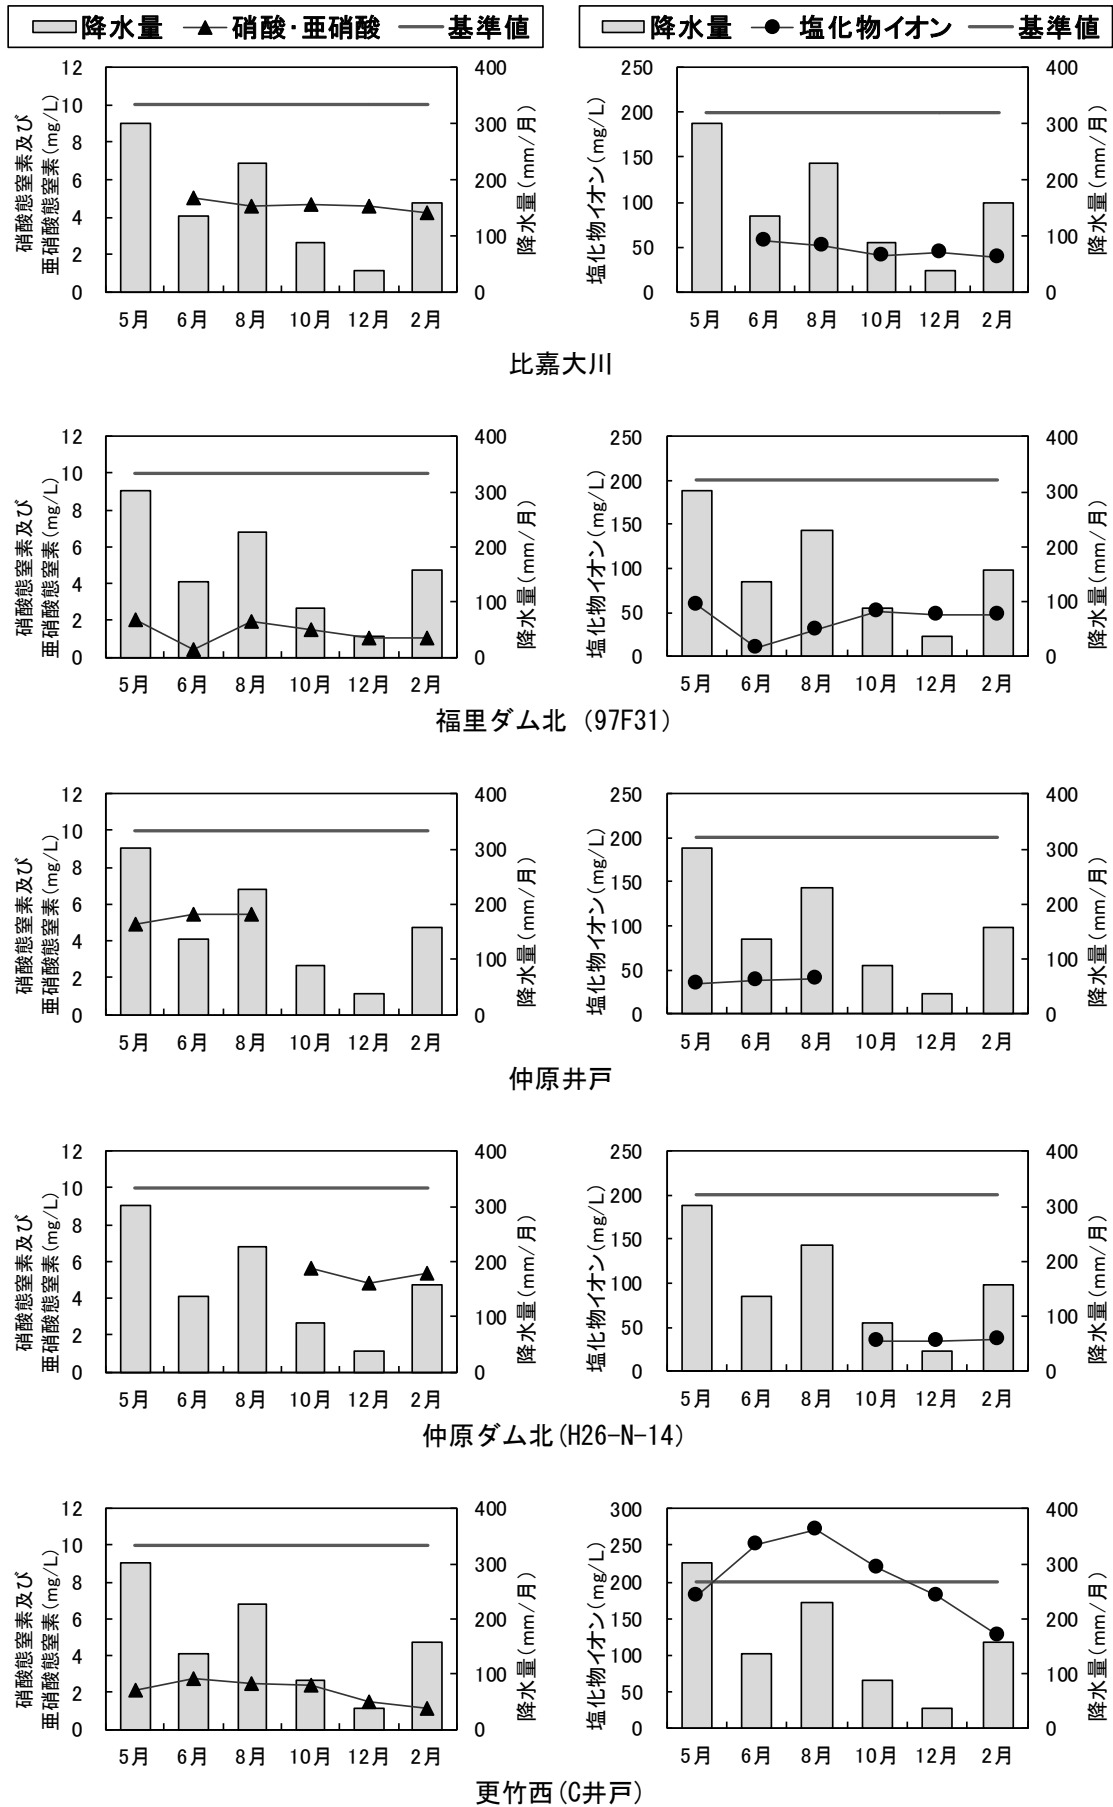 降水量 硝酸・亜硝酸 基準値
降水量 塩化物イオン 基準値
硝酸態窒素及び
亜硝酸態窒素(mg/L)
12
10
8
6
4
2
0
400
300
200
100
0
降水量(mm/月)
5月 6月 8月 10月 12月 2月
塩化物イオン(mg/L)
250
200
150
100
50
0
400
300
200
100
0
降水量(mm/月)
5月 6月 8月 10月 12月 2月
比嘉大川
硝酸態窒素及び
亜硝酸態窒素(mg/L)
12
10
8
6
4
2
0
400
300
200
100
0
降水量(mm/月)
5月 6月 8月 10月 12月 2月
塩化物イオン(mg/L)
250
200
150
100
50
0
400
300
200
100
0
降水量(mm/月)
5月 6月 8月 10月 12月 2月
福里ダム北 (97F31)
硝酸態窒素及び
亜硝酸態窒素(mg/L)
12
10
8
6
4
2
0
400
300
200
100
0
降水量(mm/月)
5月 6月 8月 10月 12月 2月
塩化物イオン(mg/L)
250
200
150
100
50
0
400
300
200
100
0
降水量(mm/月)
5月 6月 8月 10月 12月 2月
仲原井戸
硝酸態窒素及び
亜硝酸態窒素(mg/L)
12
10
8
6
4
2
0
400
300
200
100
0
降水量(mm/月)
5月 6月 8月 10月 12月 2月
塩化物イオン(mg/L)
250
200
150
100
50
0
400
300
200
100
0
降水量(mm/月)
5月 6月 8月 10月 12月 2月
仲原ダム北(H26-N-14)
硝酸態窒素及び
亜硝酸態窒素(mg/L)
12
10
8
6
4
2
0
400
300
200
100
0
降水量(mm/月)
5月 6月 8月 10月 12月 2月
塩化物イオン(mg/L)
300
250
200
150
100
50
0
400
300
200
100
0
降水量(mm/月)
5月 6月 8月 10月 12月 2月
更竹西(C井戸)